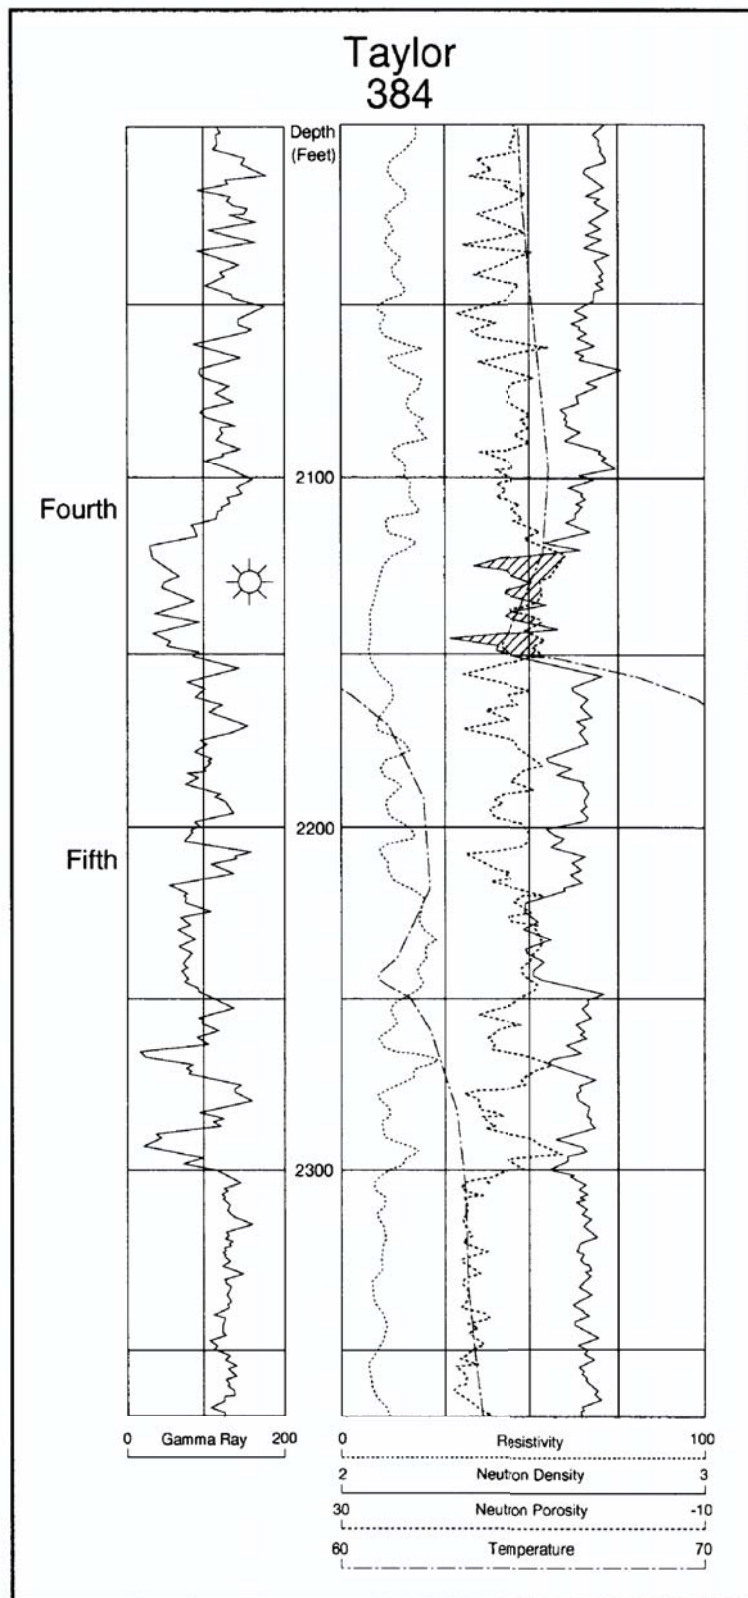 Taylor
384
Depth
(Feet)
Fourth
2100
2200
Fifth
2300
0 Gamma Ray 200
0 Resistivity 100
2 Neutron Density 3
30 Neutron Porosity -10
60 Temperature 70